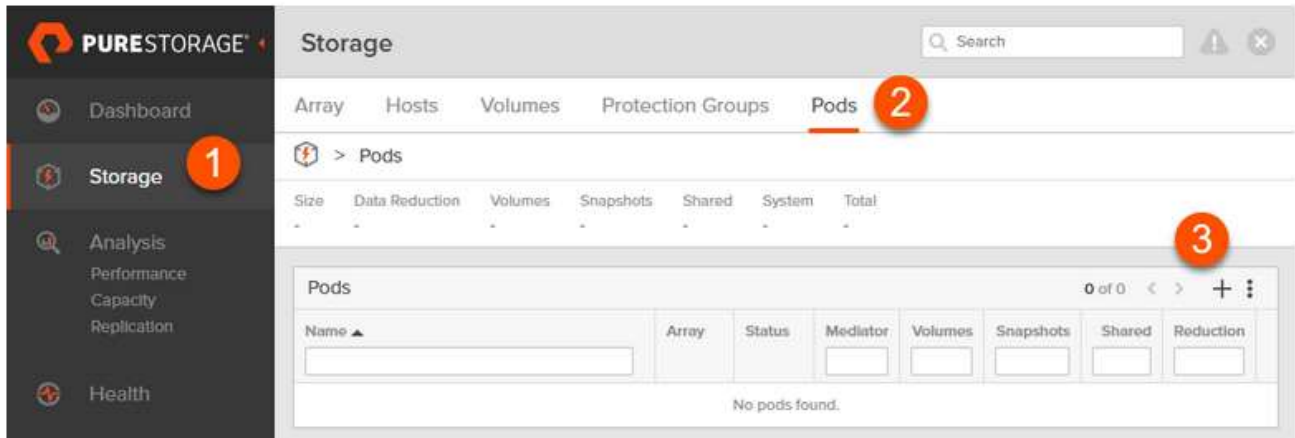 PURESTORAGE®
Storage
Search
Dashboard
Array Hosts Volumes Protection Groups Pods 2
> Pods
Storage 1
Size Data Reduction Volumes Snapshots Shared System Total
- - - - - - -
Analysis
Performance
Capacity
Replication
3
Pods 0 of 0 < > + ⋮
Name ▲ Array Status Mediator Volumes Snapshots Shared Reduction
Health
No pods found.